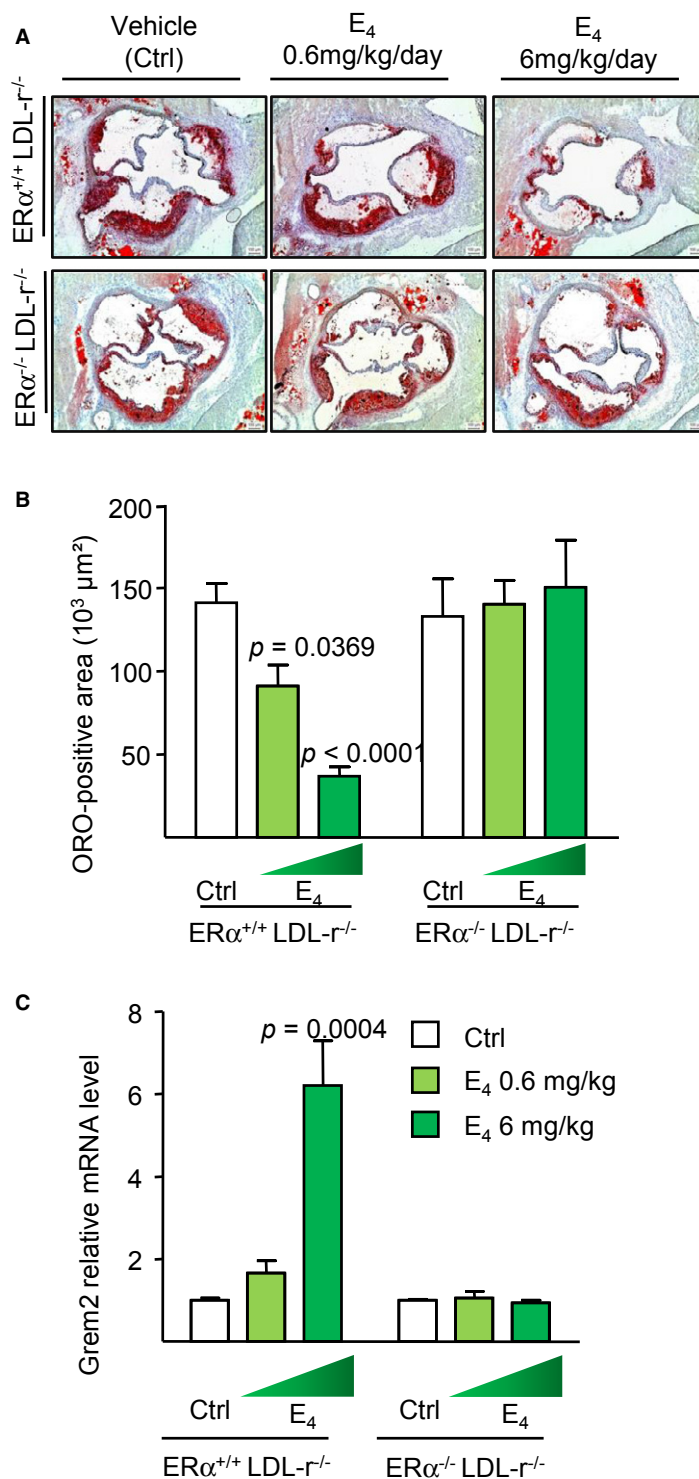 A
Vehicle
(Ctrl)
E₄
0.6mg/kg/day
E₄
6mg/kg/day
ERα⁺/⁺ LDL-r⁻/⁻
ERα⁻/⁻ LDL-r⁻/⁻
B
ORO-positive area (10³ µm²)
200
150
100
50
p = 0.0369
p < 0.0001
Ctrl E₄ Ctrl E₄
ERα⁺/⁺ LDL-r⁻/⁻ ERα⁻/⁻ LDL-r⁻/⁻
C
Grem2 relative mRNA level
8
6
4
2
p = 0.0004
Ctrl
E₄ 0.6 mg/kg
E₄ 6 mg/kg
Ctrl E₄ Ctrl E₄
ERα⁺/⁺ LDL-r⁻/⁻ ERα⁻/⁻ LDL-r⁻/⁻